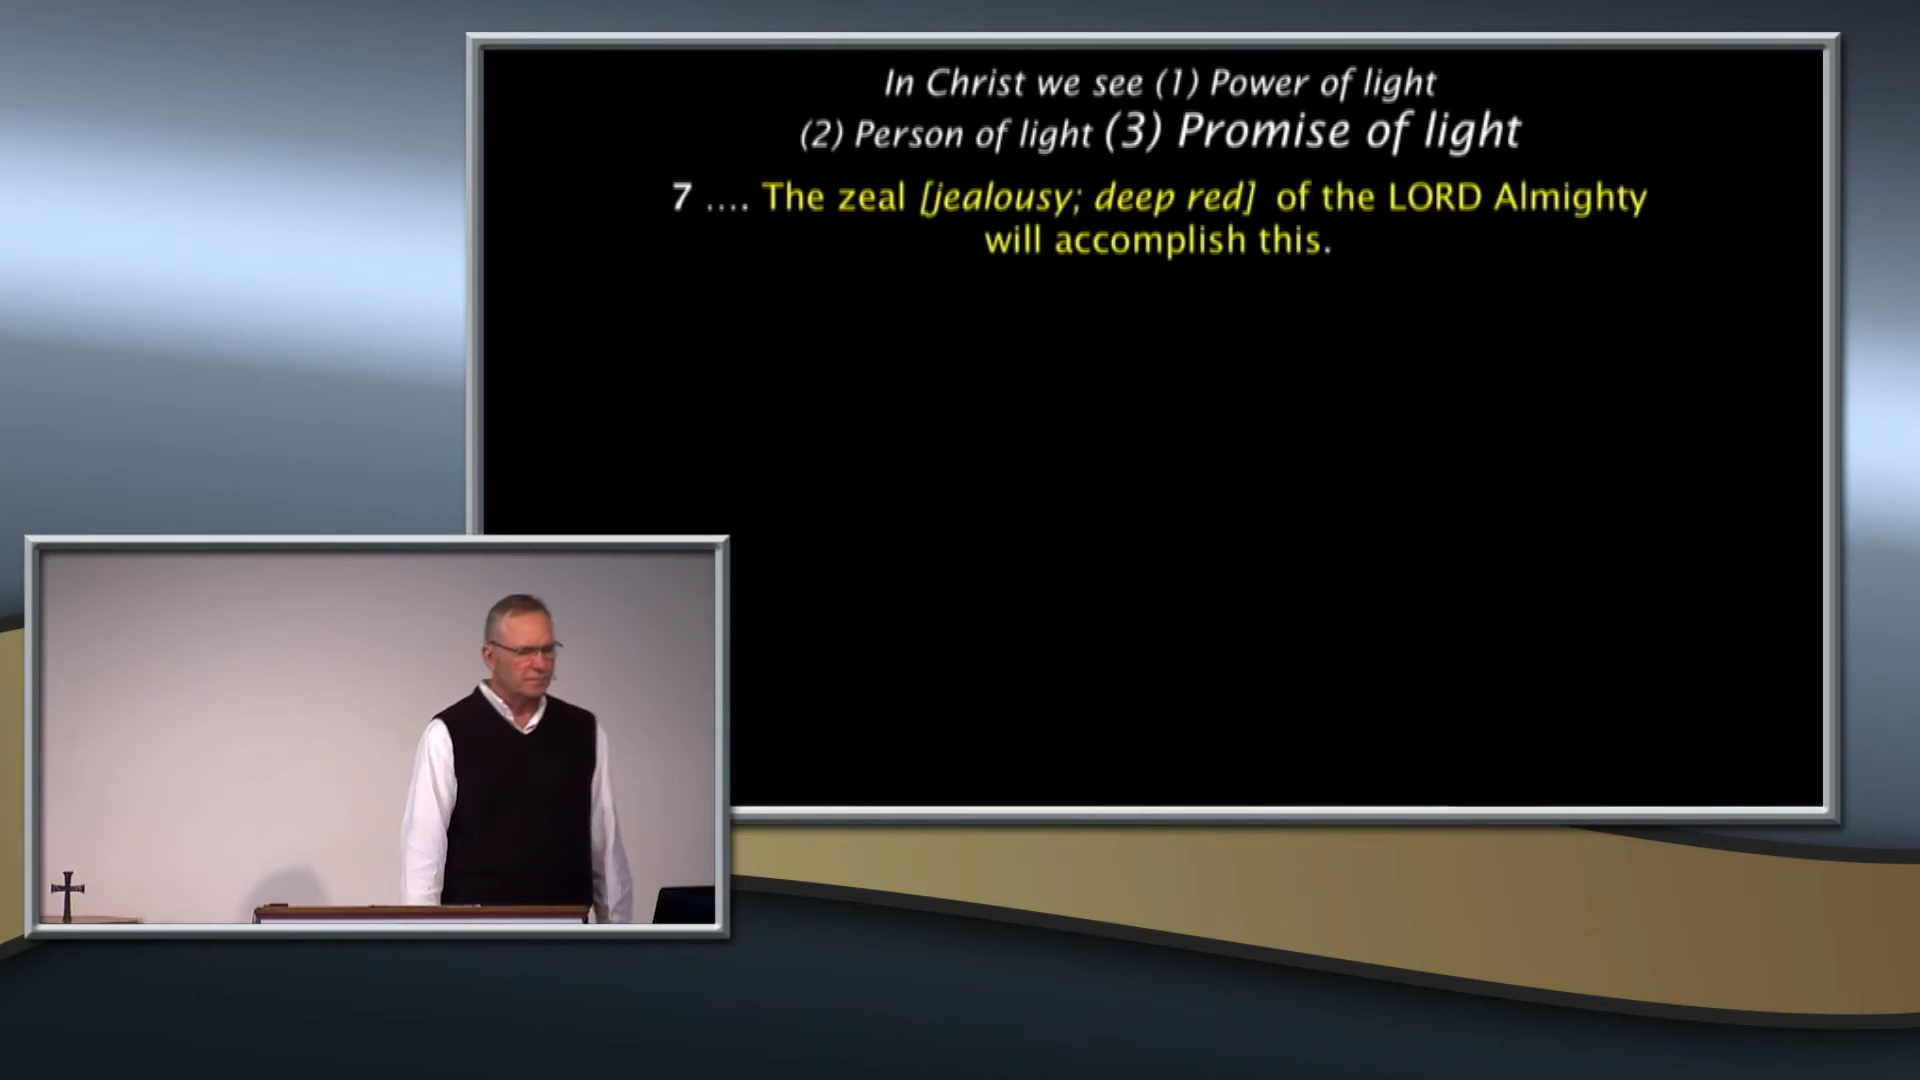 In Christ we see (1) Power of light
(2) Person of light (3) Promise of light
7 .... The zeal [jealousy; deep red] of the LORD Almighty
will accomplish this.